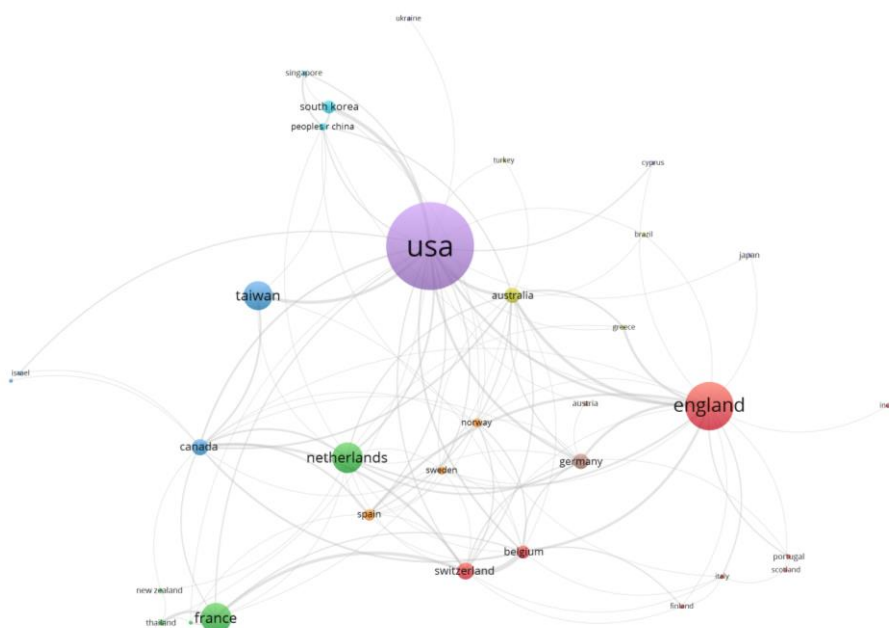 ukraine
singapore
south korea
peoples r china
turkey
cyprus
brazil
usa
japan
taiwan
australia
greece
israel
austria
england
norway
canada
netherlands
sweden
germany
spain
belgium
switzerland
portugal
scotland
italy
new zealand
finland
thailand
france